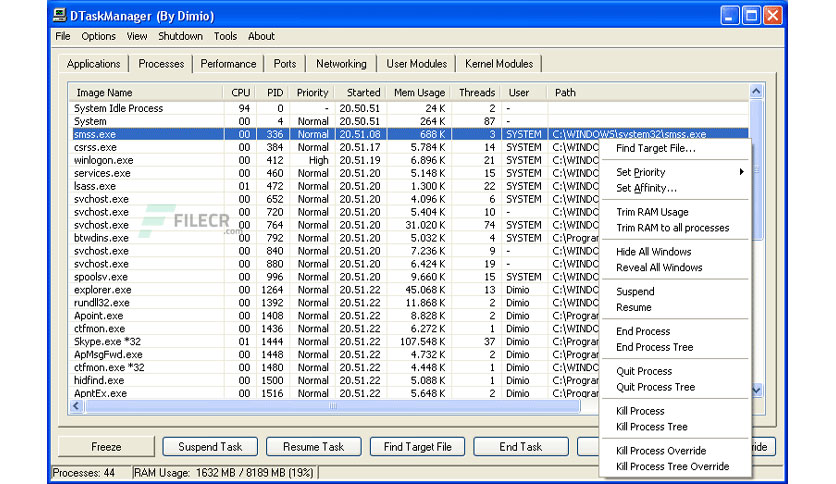 DTaskManager (By Dimio)
File Options View Shutdown Tools About
Applications Processes Performance Ports Networking User Modules Kernel Modules
Image Name CPU PID Priority Started Mem Usage Threads User Path
System Idle Process 94 0 - 20.50.51 24 K 2 -
System 00 4 Normal 20.50.51 264 K 87 -
smss.exe 00 336 Normal 20.51.08 688 K 3 SYSTEM C:\WINDOWS\system32\smss.exe
csrss.exe 00 384 Normal 20.51.17 5.784 K 14 SYSTEM C:\WINDO
winlogon.exe 00 412 High 20.51.19 6.896 K 21 SYSTEM C:\WINDO
services.exe 00 460 Normal 20.51.20 5.148 K 15 SYSTEM C:\WINDO
lsass.exe 01 472 Normal 20.51.20 1.300 K 22 SYSTEM C:\WINDO
svchost.exe 00 652 Normal 20.51.20 4.096 K 6 SYSTEM C:\WINDO
svchost.exe 00 720 Normal 20.51.20 5.404 K 10 - C:\WINDO
svchost.exe 00 764 Normal 20.51.20 31.020 K 74 SYSTEM C:\WINDO
btwdins.exe 00 792 Normal 20.51.20 5.032 K 4 SYSTEM C:\Program
svchost.exe 00 840 Normal 20.51.20 7.236 K 9 - C:\WINDO
svchost.exe 00 880 Normal 20.51.20 6.424 K 19 - C:\WINDO
spoolsv.exe 00 996 Normal 20.51.20 9.660 K 15 SYSTEM C:\WINDO
explorer.exe 00 1264 Normal 20.51.22 45.068 K 13 Dimio C:\WINDO
rundll32.exe 00 1392 Normal 20.51.22 11.868 K 2 Dimio C:\WINDO
Apoint.exe 00 1408 Normal 20.51.22 8.828 K 2 Dimio C:\Program
ctfmon.exe 00 1436 Normal 20.51.22 6.272 K 1 Dimio C:\WINDO
Skype.exe *32 01 1444 Normal 20.51.22 107.548 K 37 Dimio C:\Program
ApMsgFwd.exe 00 1448 Normal 20.51.22 4.732 K 2 Dimio C:\Program
ctfmon.exe *32 00 1480 Normal 20.51.22 4.448 K 1 Dimio C:\WINDO
hidfind.exe 00 1500 Normal 20.51.22 5.088 K 1 Dimio C:\Program
ApntEx.exe 00 1516 Normal 20.51.22 5.648 K 2 Dimio C:\Program
FILECR
.com
Find Target File...
Set Priority
Set Affinity...
Trim RAM Usage
Trim RAM to all processes
Hide All Windows
Reveal All Windows
Suspend
Resume
End Process
End Process Tree
Quit Process
Quit Process Tree
Kill Process
Kill Process Tree
Kill Process Override
Kill Process Tree Override
Freeze Suspend Task Resume Task Find Target File End Task ide
Processes: 44 RAM Usage: 1632 MB / 8189 MB (19%)